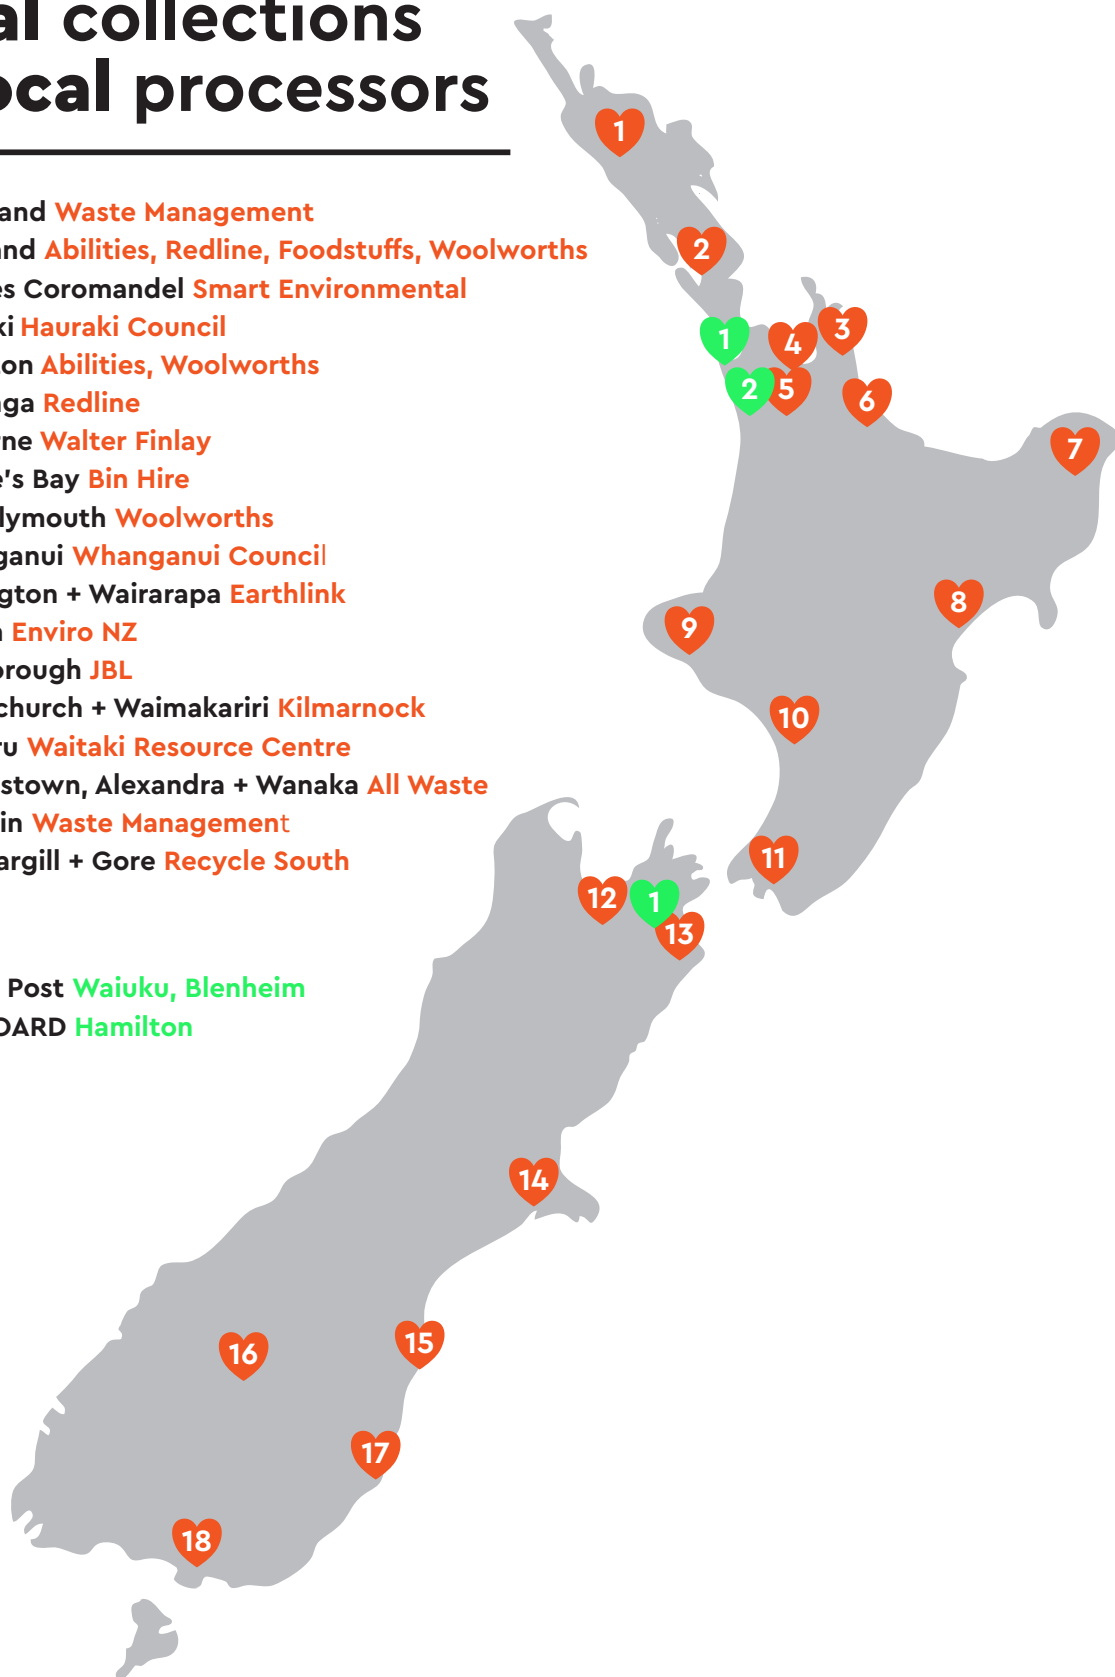 al collections
ocal processors
and Waste Management
and Abilities, Redline, Foodstuffs, Woolworths
es Coromandel Smart Environmental
ki Hauraki Council
on Abilities, Woolworths
nga Redline
ne Walter Finlay
e's Bay Bin Hire
lymouth Woolworths
ganui Whanganui Council
gton + Wairarapa Earthlink
n Enviro NZ
orough JBL
church + Waimakariri Kilmarnock
ru Waitaki Resource Centre
stown, Alexandra + Wanaka All Waste
in Waste Management
argill + Gore Recycle South
Post Waiuku, Blenheim
OARD Hamilton
1
2
1
4
3
2
5
6
7
8
9
10
11
12
1
13
14
15
16
17
18